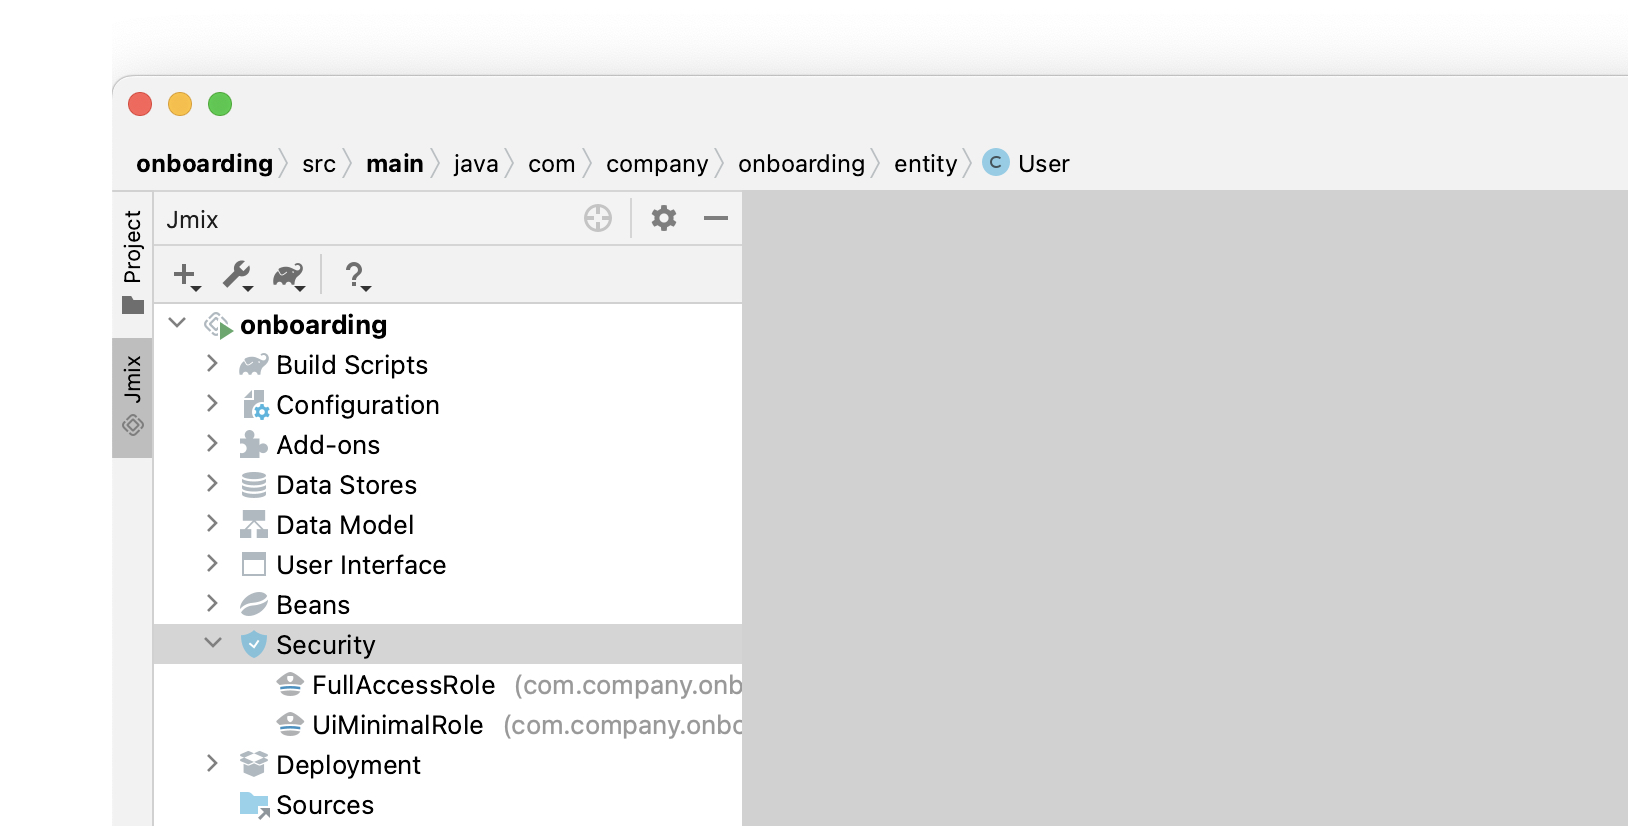 onboarding src main java com company onboarding entity C User
Project
Jmix
Jmix
?
onboarding
Build Scripts
Configuration
Add-ons
Data Stores
Data Model
User Interface
Beans
Security
FullAccessRole (com.company.onb
UiMinimalRole (com.company.onbo
Deployment
Sources